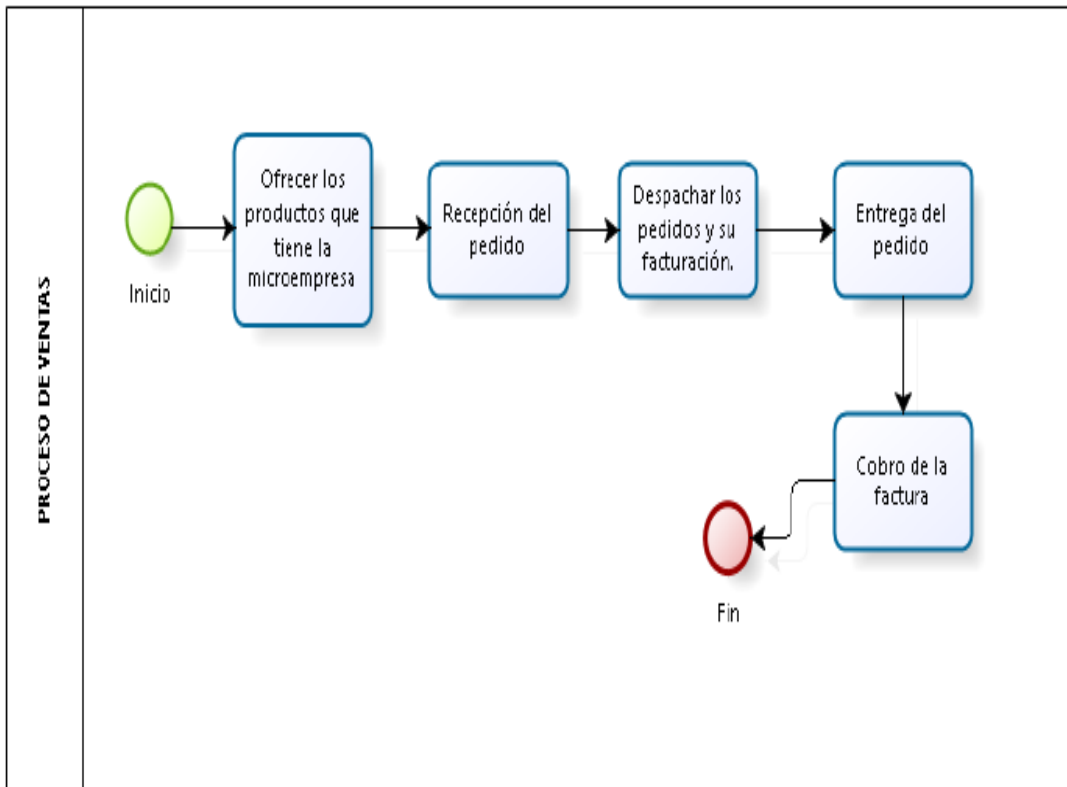 PROCESO DE VENTAS
Inicio
Ofrecer los
productos que
tiene la
microempresa
Recepción del
pedido
Despachar los
pedidos y su
facturación.
Entrega del
pedido
Cobro de la
factura
Fin